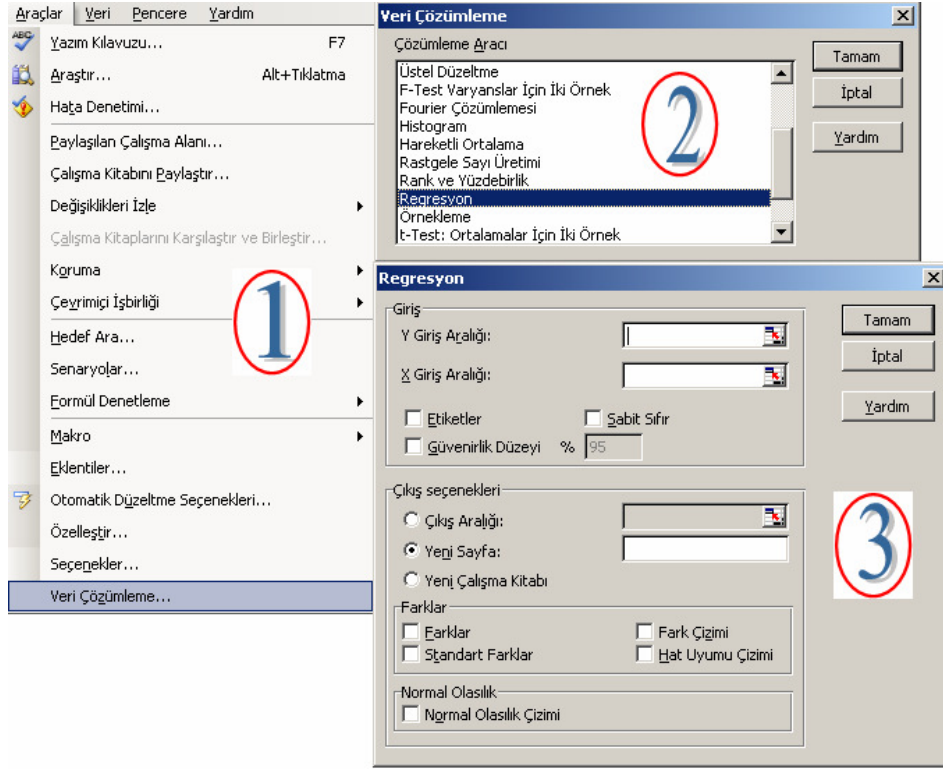 Araçlar Veri Pencere Yardım
ABC
Yazım Kılavuzu... F7
Araştır... Alt+Tıklatma
Hata Denetimi...
Paylaşılan Çalışma Alanı...
Çalışma Kitabını Paylaştır...
Değişiklikleri İzle
Çalışma Kitaplarını Karşılaştır ve Birleştir...
Koruma
Çevrimiçi İşbirliği
Hedef Ara...
Senaryolar...
Formül Denetleme
Makro
Eklentiler...
Otomatik Düzeltme Seçenekleri...
Özelleştir...
Seçenekler...
Veri Çözümleme...
1
Veri Çözümleme
Çözümleme Aracı
Üstel Düzeltme
F-Test Varyanslar İçin İki Örnek
Fourier Çözümlemesi
Histogram
Hareketli Ortalama
Rastgele Sayı Üretimi
Rank ve Yüzdebirlik
Regresyon
Örnekleme
t-Test: Ortalamalar İçin İki Örnek
Tamam
İptal
Yardım
2
Regresyon
Giriş
Y Giriş Aralığı:
X Giriş Aralığı:
Etiketler Sabit Sıfır
Güvenirlik Düzeyi % 95
Çıkış seçenekleri
Çıkış Aralığı:
Yeni Sayfa:
Yeni Çalışma Kitabı
Farklar
Farklar Fark Çizimi
Standart Farklar Hat Uyumu Çizimi
Normal Olasılık
Normal Olasılık Çizimi
Tamam
İptal
Yardım
3